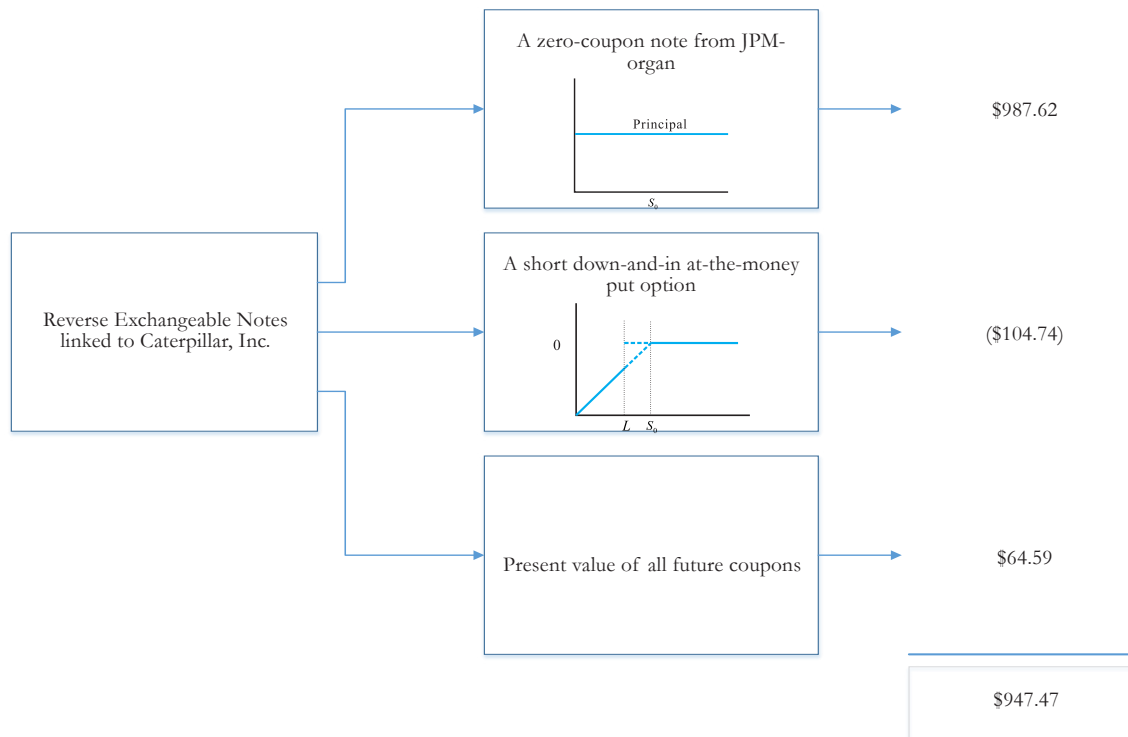 A zero-coupon note from JPM-
organ
Principal
S₀
$987.62
Reverse Exchangeable Notes
linked to Caterpillar, Inc.
A short down-and-in at-the-money
put option
0
L S₀
($104.74)
Present value of all future coupons
$64.59
$947.47